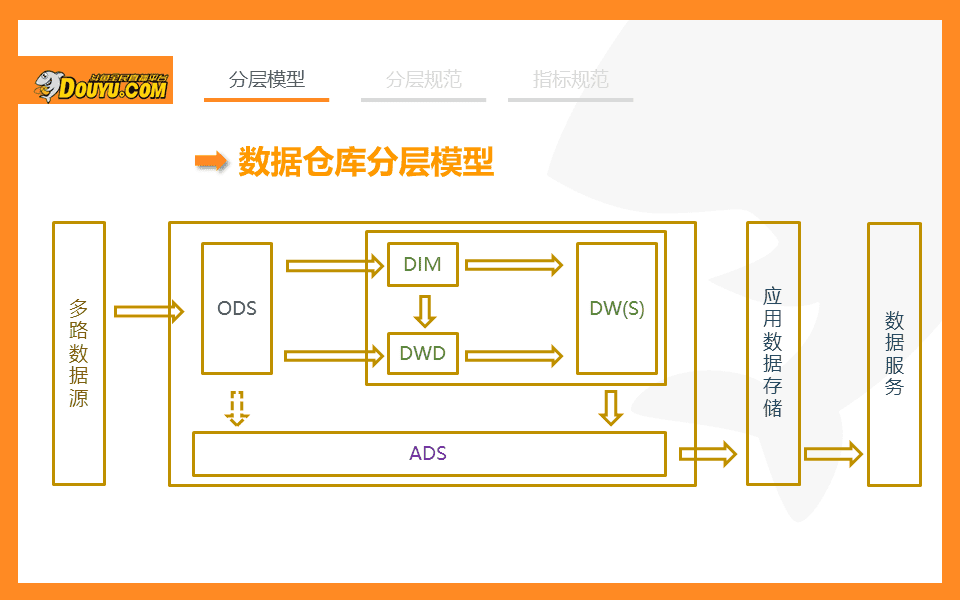 斗鱼全民直播平台
DOUYU.COM
分层模型
分层规范
指标规范
数据仓库分层模型
多路数据源
ODS
DIM
DWD
DW(S)
ADS
应用数据存储
数据服务